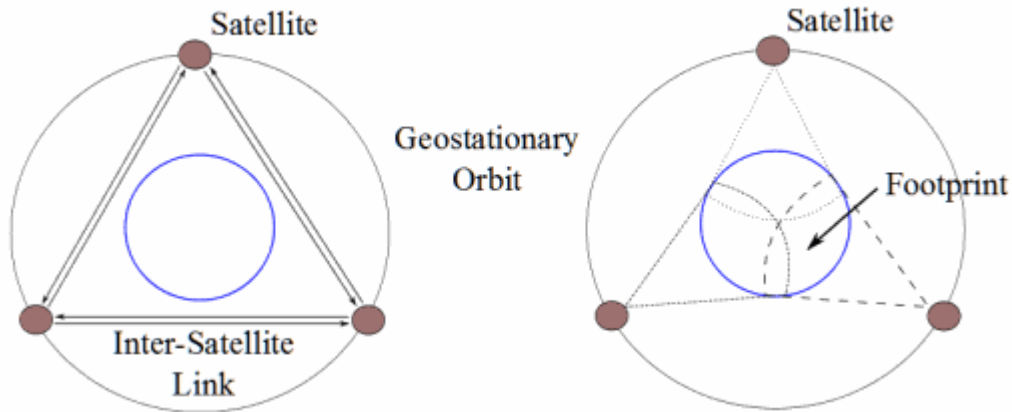 Satellite
Inter-Satellite
Link
Geostationary
Orbit
Satellite
Footprint